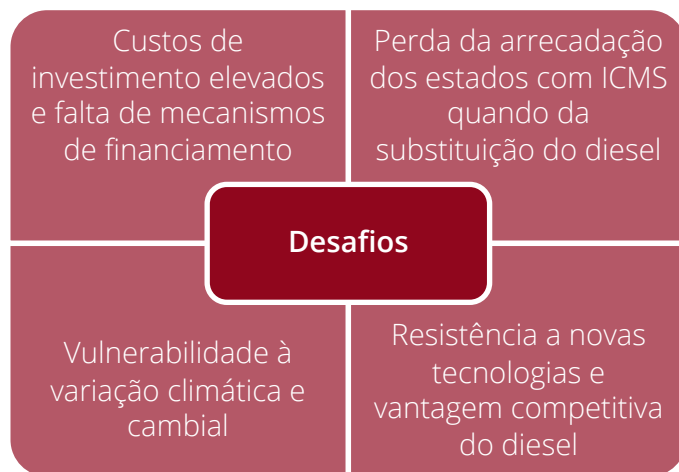 Custos de
investimento elevados
e falta de mecanismos
de financiamento
Perda da arrecadação
dos estados com ICMS
quando da
substituição do diesel
Desafios
Vulnerabilidade à
variação climática e
cambial
Resistência a novas
tecnologias e
vantagem competitiva
do diesel